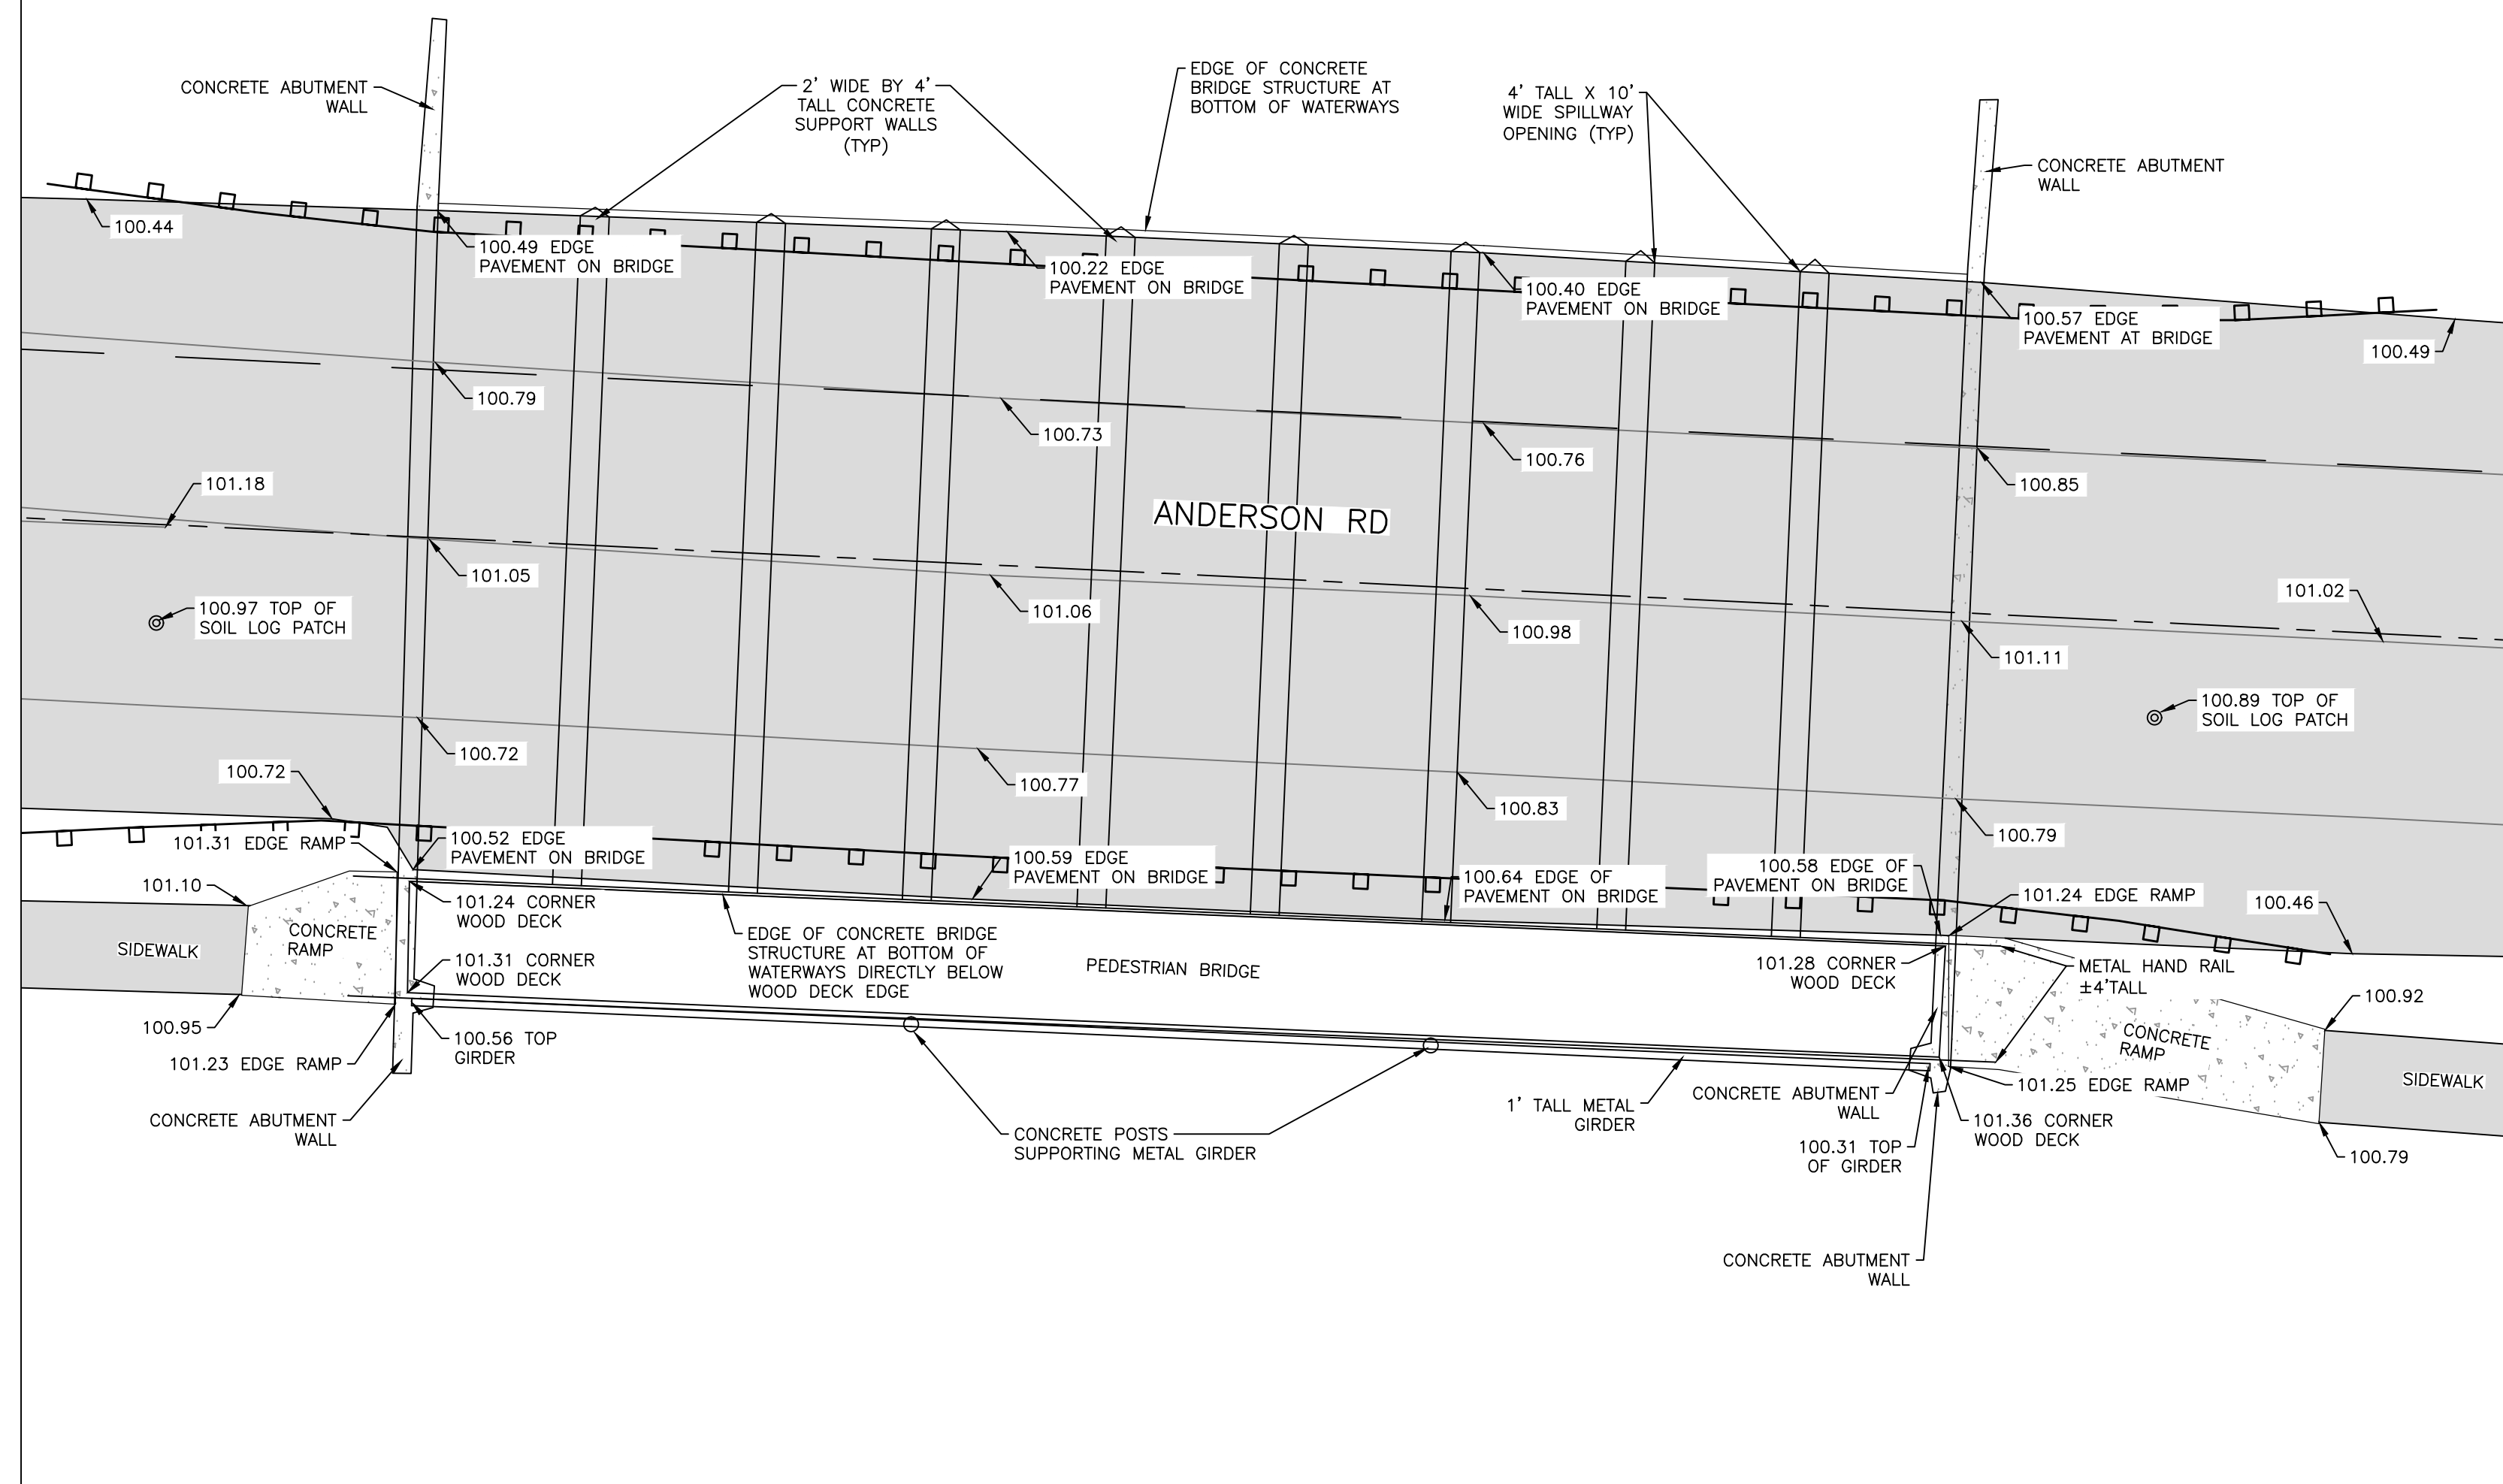 CONCRETE ABUTMENT
WALL
2' WIDE BY 4'
TALL CONCRETE
SUPPORT WALLS
(TYP)
EDGE OF CONCRETE
BRIDGE STRUCTURE AT
BOTTOM OF WATERWAYS
4' TALL X 10'
WIDE SPILLWAY
OPENING (TYP)
CONCRETE ABUTMENT
WALL
100.44
100.49 EDGE
PAVEMENT ON BRIDGE
100.22 EDGE
PAVEMENT ON BRIDGE
100.40 EDGE
PAVEMENT ON BRIDGE
100.57 EDGE
PAVEMENT AT BRIDGE
100.49
100.79
100.73
100.76
100.85
101.18
ANDERSON RD
101.05
101.06
100.98
101.11
101.02
100.97 TOP OF
SOIL LOG PATCH
100.89 TOP OF
SOIL LOG PATCH
100.72
100.77
100.83
100.79
100.72
101.31 EDGE RAMP
100.52 EDGE
PAVEMENT ON BRIDGE
100.59 EDGE
PAVEMENT ON BRIDGE
100.64 EDGE OF
PAVEMENT ON BRIDGE
100.58 EDGE OF
PAVEMENT ON BRIDGE
101.24 EDGE RAMP
100.46
101.10
101.24 CORNER
WOOD DECK
SIDEWALK
CONCRETE
RAMP
101.31 CORNER
WOOD DECK
EDGE OF CONCRETE BRIDGE
STRUCTURE AT BOTTOM OF
WATERWAYS DIRECTLY BELOW
WOOD DECK EDGE
PEDESTRIAN BRIDGE
101.28 CORNER
WOOD DECK
METAL HAND RAIL
±4'TALL
100.92
100.95
101.23 EDGE RAMP
100.56 TOP
GIRDER
CONCRETE
RAMP
SIDEWALK
101.25 EDGE RAMP
CONCRETE ABUTMENT
WALL
1' TALL METAL
GIRDER
CONCRETE ABUTMENT
WALL
CONCRETE POSTS
SUPPORTING METAL GIRDER
101.36 CORNER
WOOD DECK
100.31 TOP
OF GIRDER
100.79
CONCRETE ABUTMENT
WALL